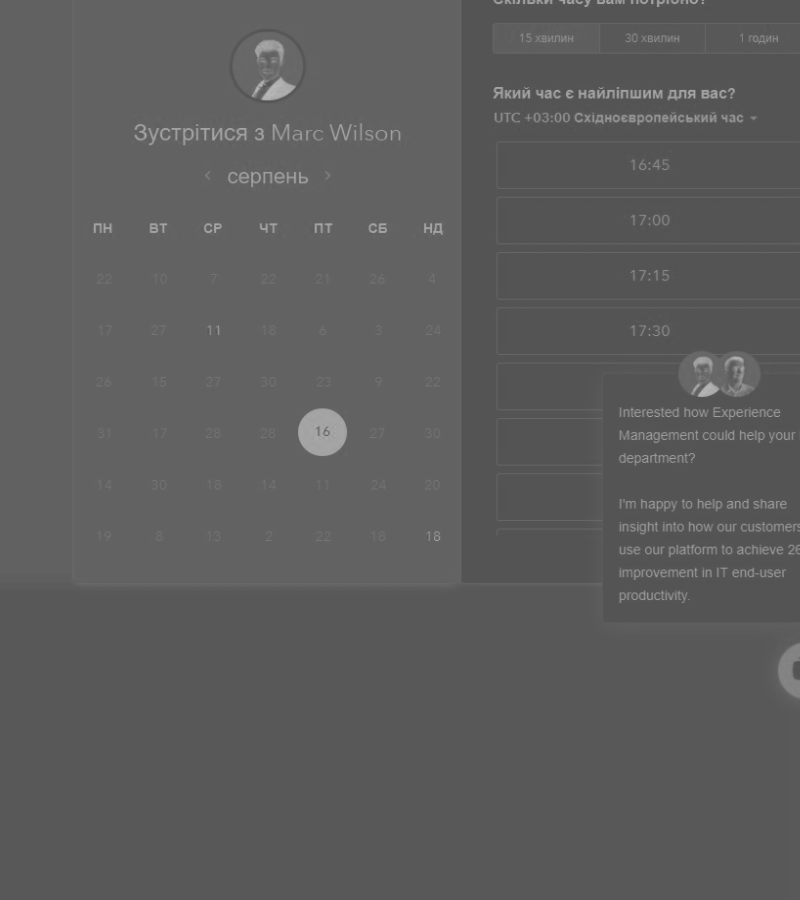 Скільки часу вам потрібно?
15 хвилин 30 хвилин 1 годин
Який час є найліпшим для вас?
UTC +03:00 Східноєвропейський час
16:45
17:00
17:15
17:30
Зустрітися з Marc Wilson
серпень
ПН ВТ СР ЧТ ПТ СБ НД
22 10 7 22 21 26 4
17 27 11 18 6 3 24
26 15 27 30 23 9 22
31 17 28 28 16 27 30
14 30 18 14 11 24 20
19 8 13 2 22 18 18
Interested how Experience
Management could help your
department?
I'm happy to help and share
insight into how our customers
use our platform to achieve 26
improvement in IT end-user
productivity.